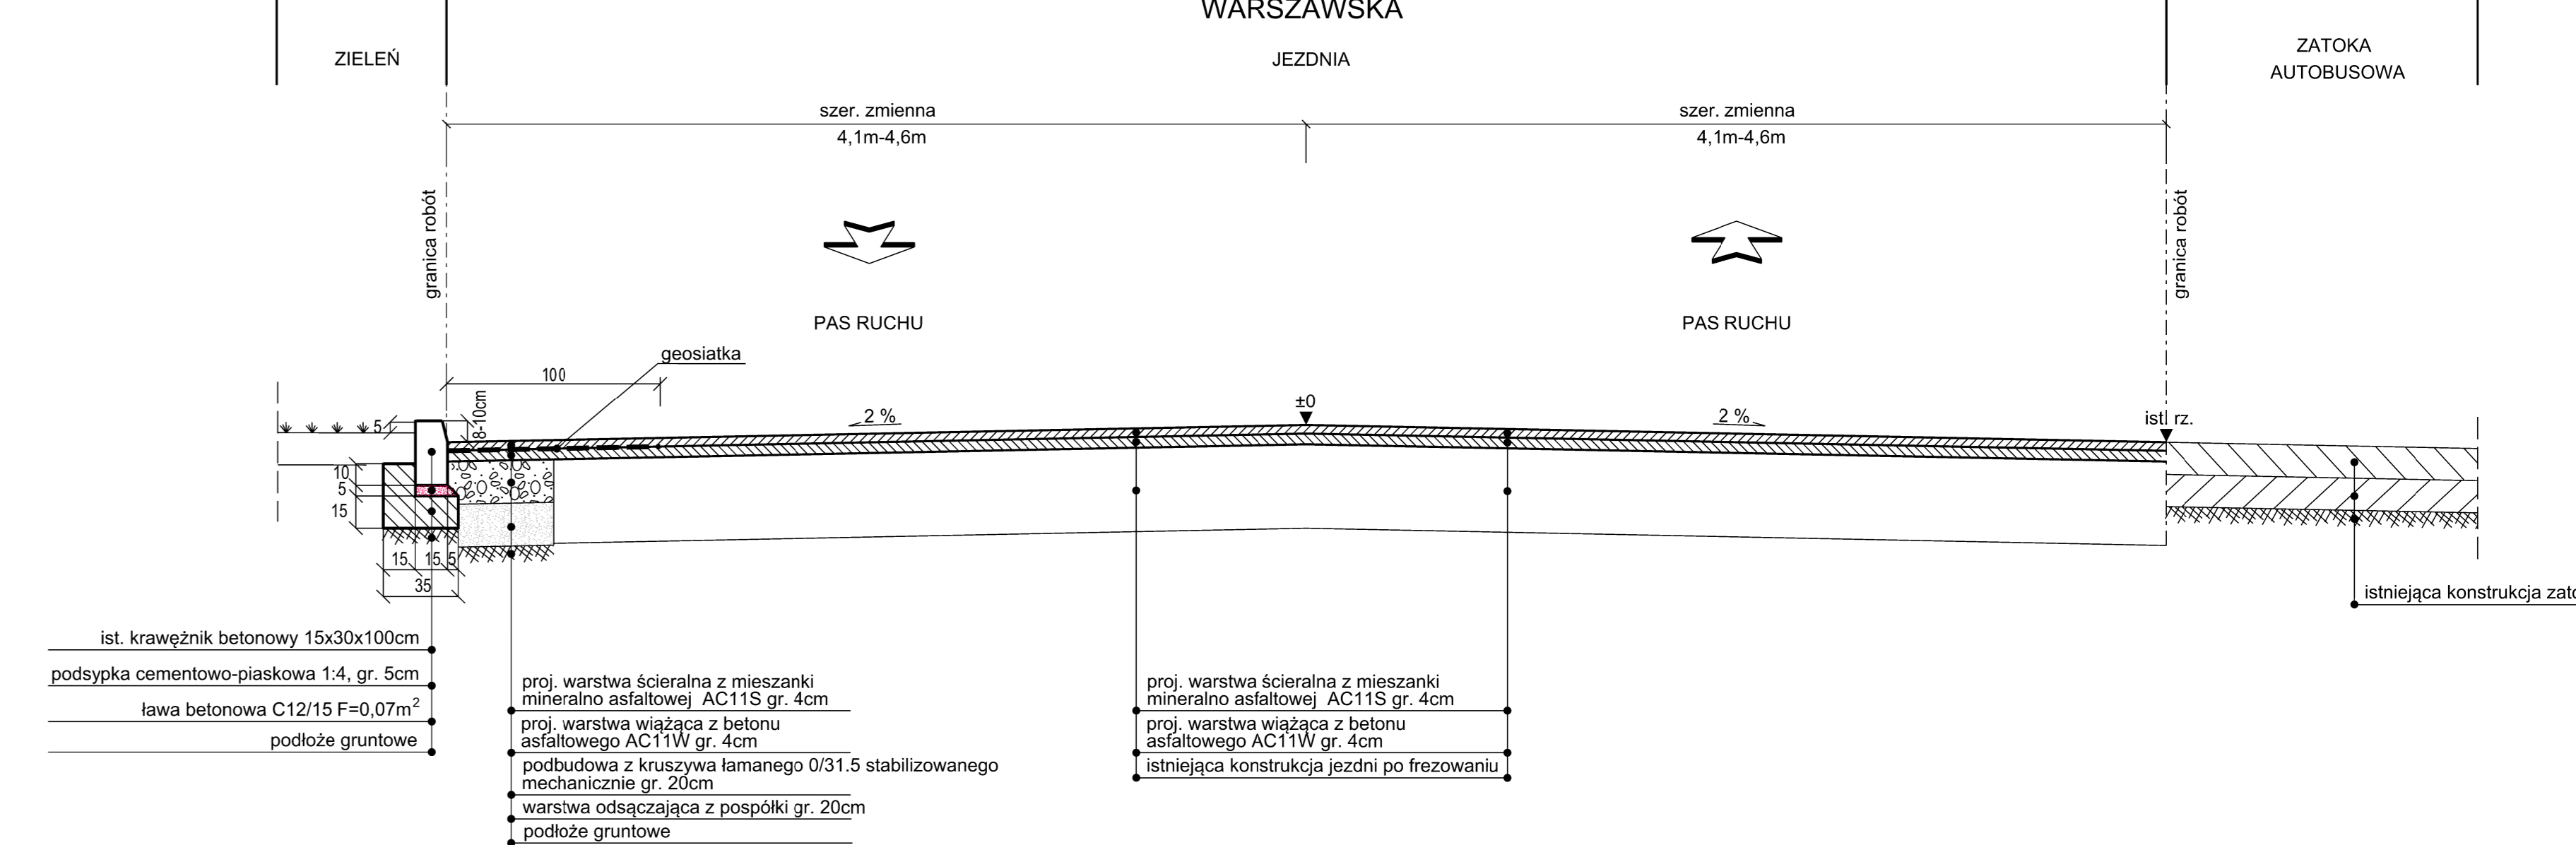 WARSZAWSKA
ZIELEŃ
JEZDNIA
ZATOKA
AUTOBUSOWA
szer. zmienna
4,1m-4,6m
szer. zmienna
4,1m-4,6m
granica robót
granica robót
PAS RUCHU
PAS RUCHU
geosiatka
100
8-10cm
5
2 %
±0
2 %
ist. rz.
10
5
15
15
15
5
35
istniejąca konstrukcja
ist. krawężnik betonowy 15x30x100cm
podsypka cementowo-piaskowa 1:4, gr. 5cm
ława betonowa C12/15 F=0,07m²
podłoże gruntowe
proj. warstwa ścieralna z mieszanki
mineralno asfaltowej AC11S gr. 4cm
proj. warstwa wiążąca z betonu
asfaltowego AC11W gr. 4cm
podbudowa z kruszywa łamanego 0/31.5 stabilizowanego
mechanicznie gr. 20cm
warstwa odsączająca z pospółki gr. 20cm
podłoże gruntowe
proj. warstwa ścieralna z mieszanki
mineralno asfaltowej AC11S gr. 4cm
proj. warstwa wiążąca z betonu
asfaltowego AC11W gr. 4cm
istniejąca konstrukcja jezdni po frezowaniu